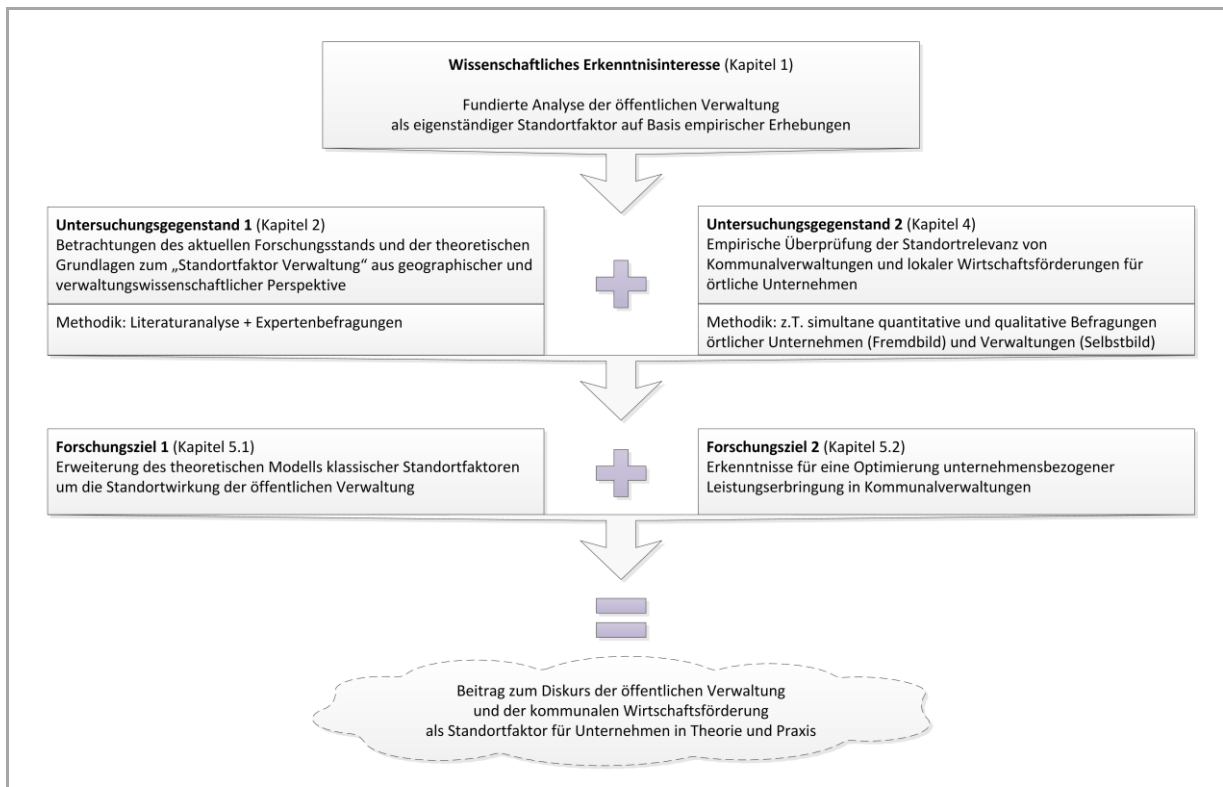 Wissenschaftliches Erkenntnisinteresse (Kapitel 1)
Fundierte Analyse der öffentlichen Verwaltung
als eigenständiger Standortfaktor auf Basis empirischer Erhebungen
Untersuchungsgegenstand 1 (Kapitel 2)
Betrachtungen des aktuellen Forschungsstands und der theoretischen
Grundlagen zum „Standortfaktor Verwaltung“ aus geographischer und
verwaltungswissenschaftlicher Perspektive
Methodik: Literaturanalyse + Expertenbefragungen
Untersuchungsgegenstand 2 (Kapitel 4)
Empirische Überprüfung der Standortrelevanz von
Kommunalverwaltungen und lokaler Wirtschaftsförderungen für
örtliche Unternehmen
Methodik: z.T. simultane quantitative und qualitative Befragungen
örtlicher Unternehmen (Fremdbild) und Verwaltungen (Selbstbild)
Forschungsziel 1 (Kapitel 5.1)
Erweiterung des theoretischen Modells klassischer Standortfaktoren
um die Standortwirkung der öffentlichen Verwaltung
Forschungsziel 2 (Kapitel 5.2)
Erkenntnisse für eine Optimierung unternehmensbezogener
Leistungserbringung in Kommunalverwaltungen
Beitrag zum Diskurs der öffentlichen Verwaltung
und der kommunalen Wirtschaftsförderung
als Standortfaktor für Unternehmen in Theorie und Praxis